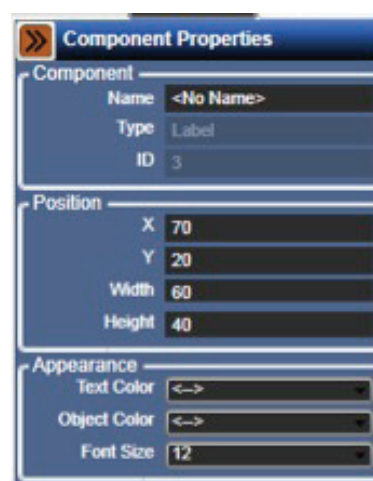 Component Properties
Component
Name <No Name>
Type Label
ID 3
Position
X 70
Y 20
Width 60
Height 40
Appearance
Text Color <-->
Object Color <-->
Font Size 12